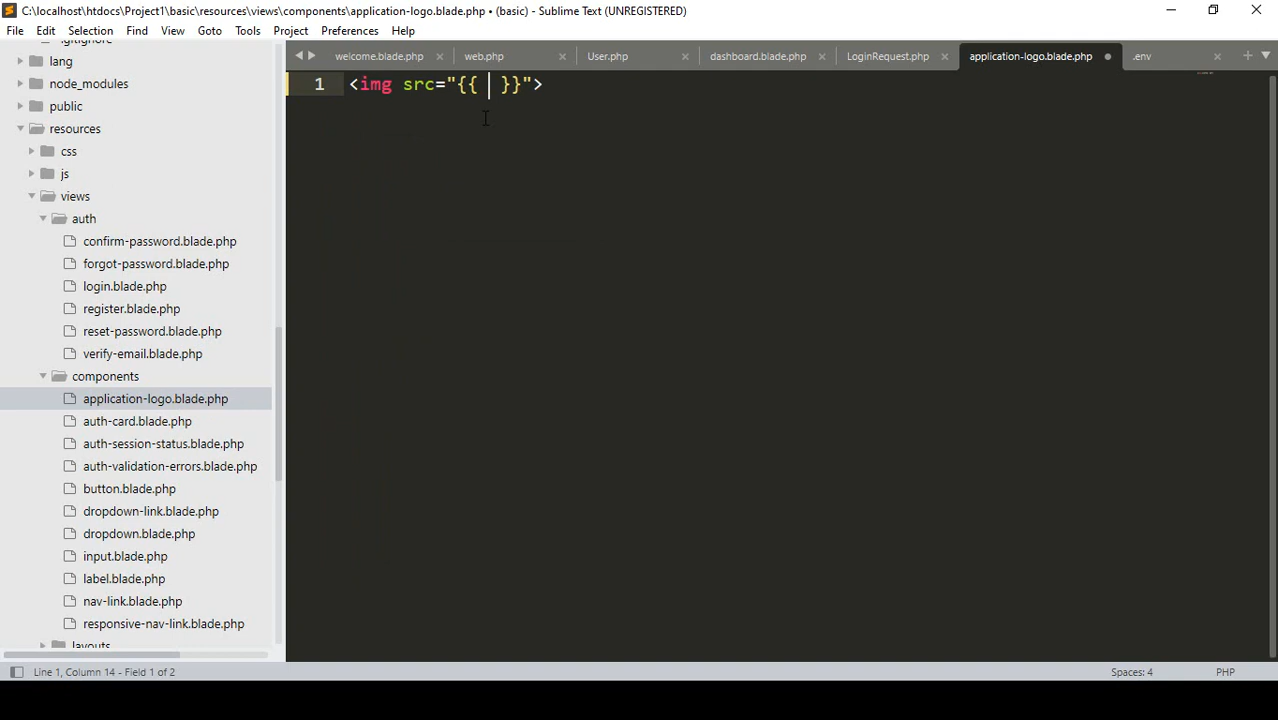 C:\localhost\htdocs\Project1\basic\resources\views\components\application-logo.blade.php • (basic) - Sublime Text (UNREGISTERED)
File Edit Selection Find View Goto Tools Project Preferences Help
welcome.blade.php web.php User.php dashboard.blade.php LoginRequest.php application-logo.blade.php .env
.gitignore
lang
node_modules
public
resources
css
js
views
auth
confirm-password.blade.php
forgot-password.blade.php
login.blade.php
register.blade.php
reset-password.blade.php
verify-email.blade.php
components
application-logo.blade.php
auth-card.blade.php
auth-session-status.blade.php
auth-validation-errors.blade.php
button.blade.php
dropdown-link.blade.php
dropdown.blade.php
input.blade.php
label.blade.php
nav-link.blade.php
responsive-nav-link.blade.php
layouts
1 <img src="{{  }}">
Line 1, Column 14 - Field 1 of 2 Spaces: 4 PHP